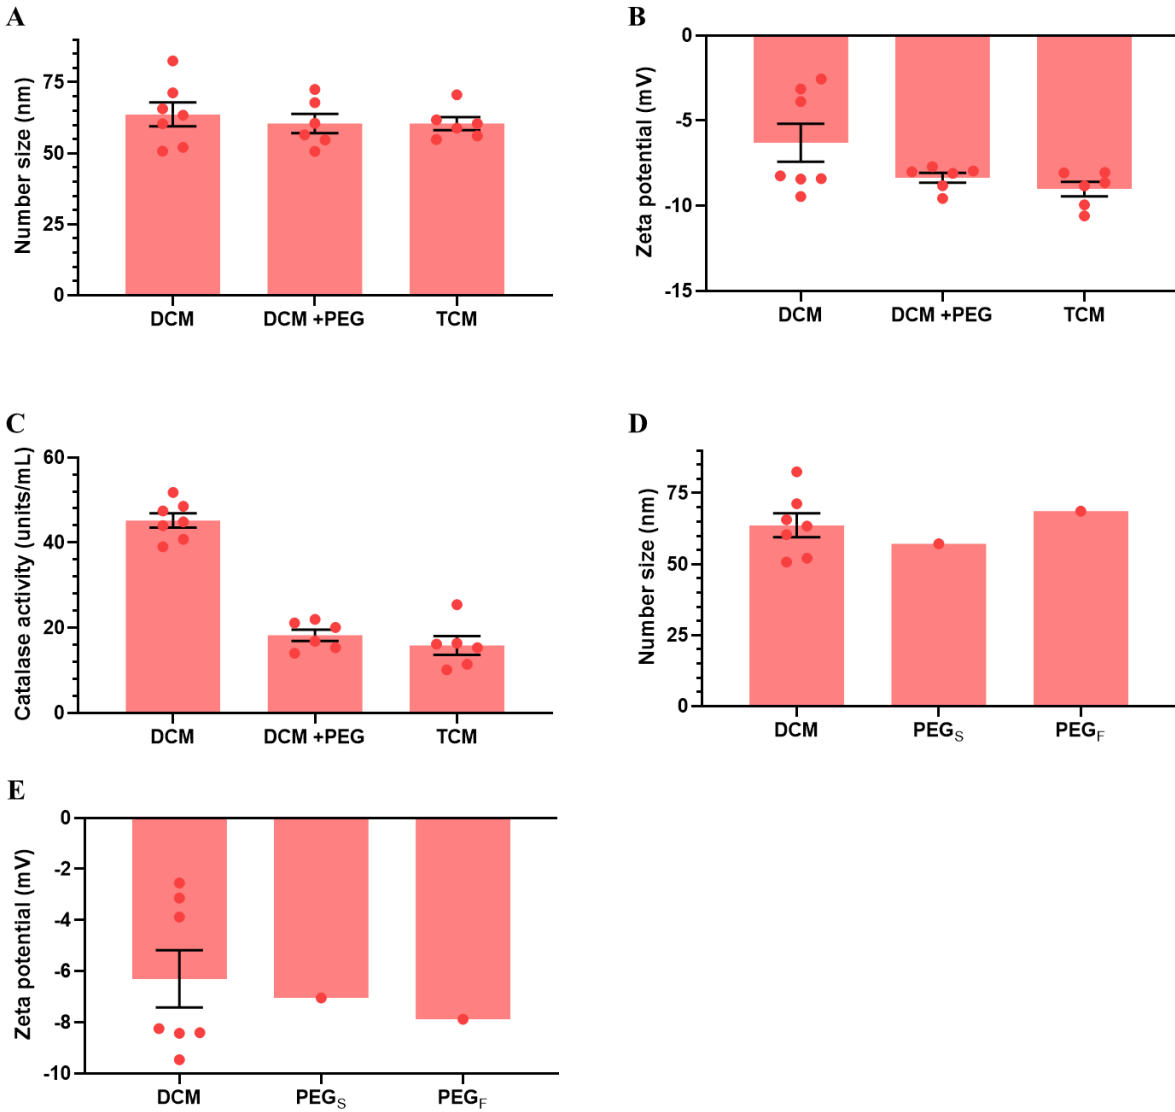 A
Number size (nm)
75
50
25
0
DCM
DCM +PEG
TCM
B
Zeta potential (mV)
0
-5
-10
-15
DCM
DCM +PEG
TCM
C
Catalase activity (units/mL)
60
40
20
0
DCM
DCM +PEG
TCM
D
Number size (nm)
75
50
25
0
DCM
PEGS
PEGF
E
Zeta potential (mV)
0
-2
-4
-6
-8
-10
DCM
PEGS
PEGF